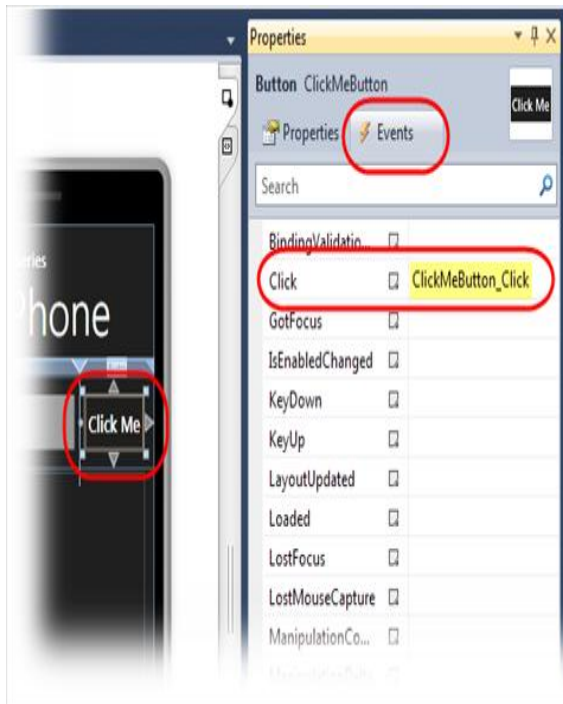 Properties
Button ClickMeButton
Click Me
Properties
Events
Search
BindingValidatio...
Click
ClickMeButton_Click
GotFocus
IsEnabledChanged
KeyDown
KeyUp
LayoutUpdated
Loaded
LostFocus
LostMouseCapture
ManipulationCo...
hone
Click Me